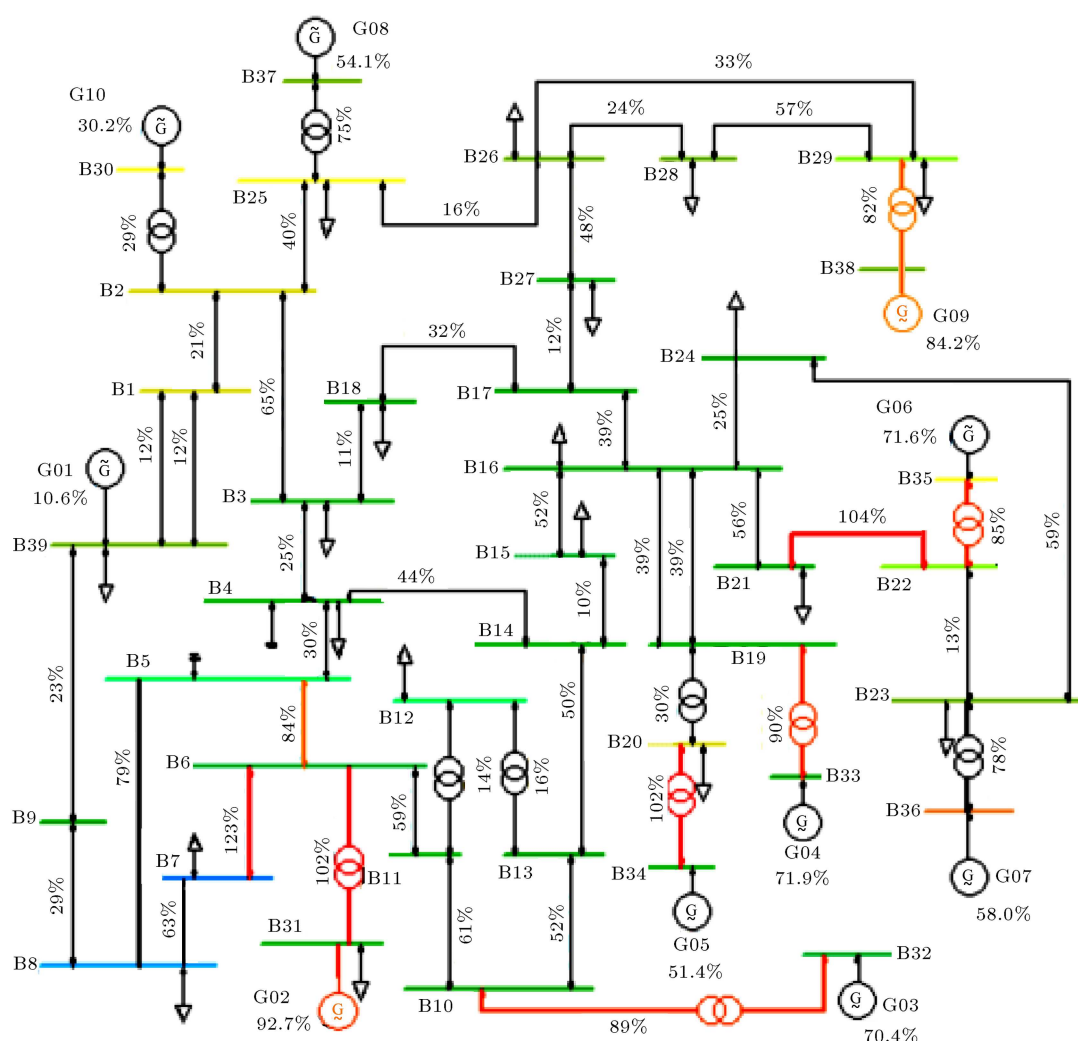 G08
G̃
54.1%
B37
75%
33%
24%
57%
G10
30.2%
G̃
B30
29%
B25
40%
16%
B26
48%
B28
B29
82%
B38
G̃
G09
84.2%
B2
21%
65%
B27
12%
32%
B24
25%
B1
12%
12%
B18
11%
B17
39%
G06
71.6%
G̃
B35
85%
59%
G01
10.6%
G̃
B39
B3
25%
B16
52%
39%
39%
56%
104%
B15
10%
B21
B22
13%
B4
44%
30%
B14
50%
B19
30%
90%
B5
23%
79%
84%
B12
14%
16%
B20
102%
B33
B23
78%
B36
B6
59%
123%
102%
B9
29%
B7
63%
B11
B13
B34
G̃
G04
71.9%
G̃
G07
58.0%
G̃
G05
51.4%
B8
B31
61%
52%
B32
G02
92.7%
G̃
B10
89%
G̃
G03
70.4%